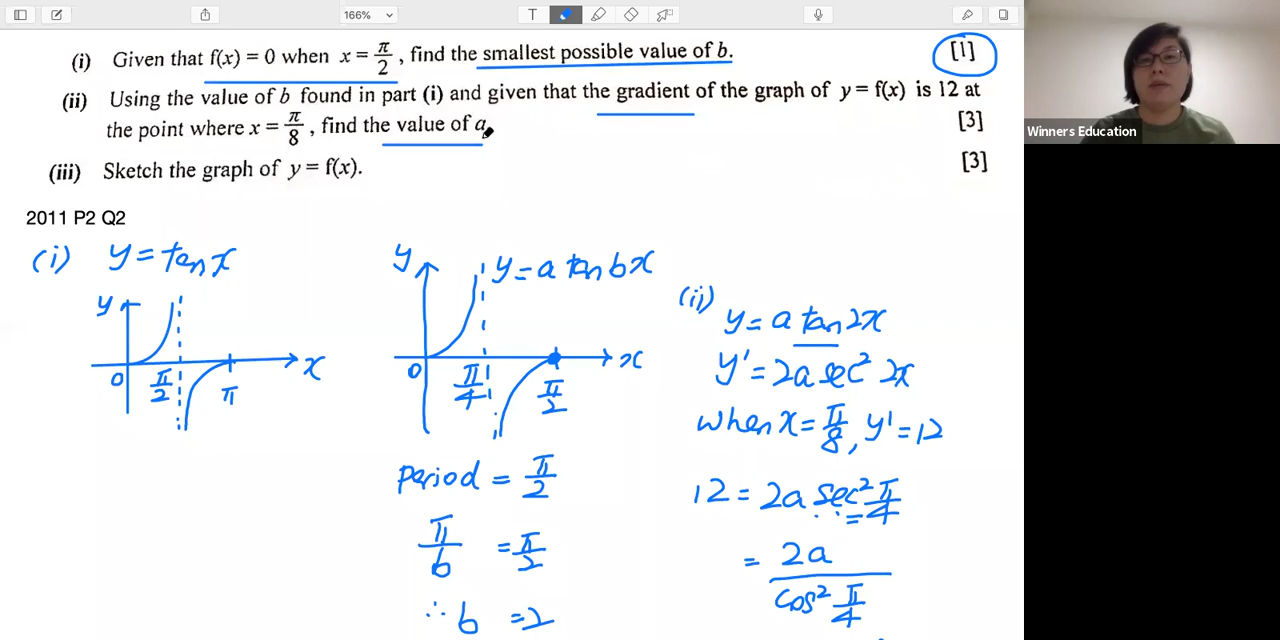 166%
T
(i) Given that f(x) = 0 when x = π/2, find the smallest possible value of b. [1]
(ii) Using the value of b found in part (i) and given that the gradient of the graph of y = f(x) is 12 at
the point where x = π/8, find the value of a. [3]
(iii) Sketch the graph of y = f(x). [3]
Winners Education
2011 P2 Q2
(i) y = tan x
y
0 π/2 π x
y
y = a tan bx
0 π/4 π/2 x
Period = π/2
π/b = π/2
∴ b = 2
(ii)
y = a tan 2x
y' = 2a sec² 2x
when x = π/8, y' = 12
12 = 2a sec² π/4
= 2a / cos² π/4